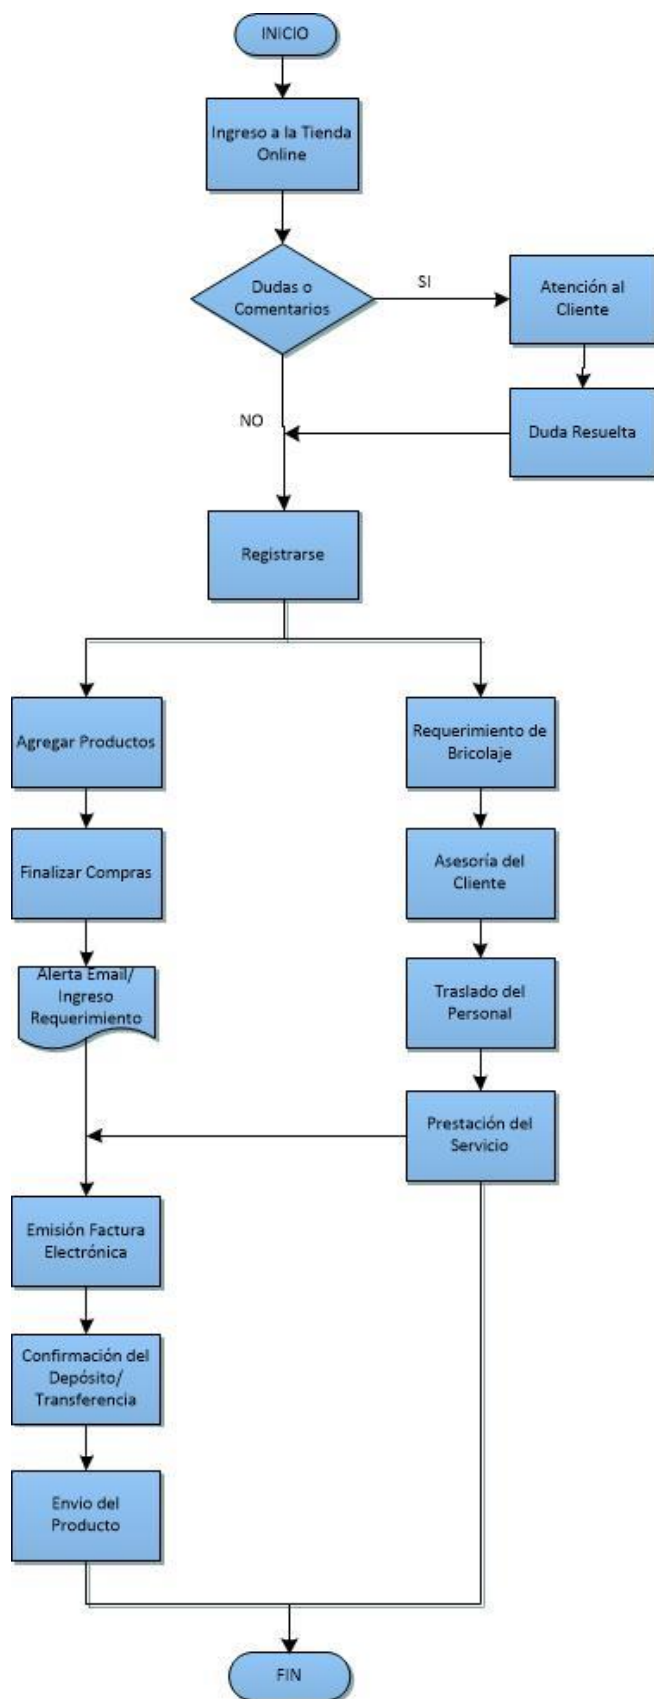 INICIO
Ingreso a la Tienda
Online
Dudas o
Comentarios
SI
Atención al
Cliente
NO
Duda Resuelta
Registrarse
Agregar Productos
Requerimiento de
Bricolaje
Finalizar Compras
Asesoría del
Cliente
Alerta Email/
Ingreso
Requerimiento
Traslado del
Personal
Prestación del
Servicio
Emisión Factura
Electrónica
Confirmación del
Depósito/
Transferencia
Envio del
Producto
FIN